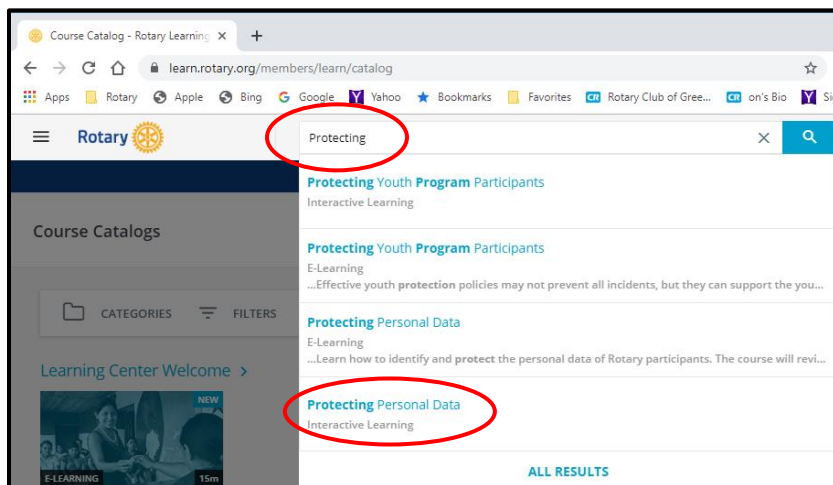 Course Catalog - Rotary Learning
learn.rotary.org/members/learn/catalog
Apps Rotary Apple Bing Google Yahoo Bookmarks Favorites Rotary Club of Gree... on's Bio Si
Rotary
Protecting
Protecting Youth Program Participants
Interactive Learning
Course Catalogs
Protecting Youth Program Participants
E-Learning
...Effective youth protection policies may not prevent all incidents, but they can support the you...
CATEGORIES FILTERS
Protecting Personal Data
E-Learning
...Learn how to identify and protect the personal data of Rotary participants. The course will revi...
Learning Center Welcome >
NEW
Protecting Personal Data
Interactive Learning
E-LEARNING 15m
ALL RESULTS